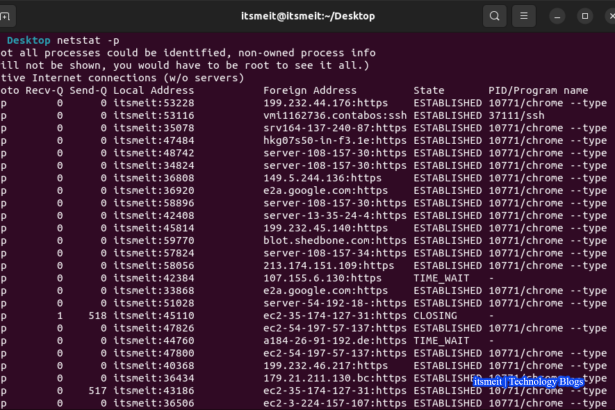 itsmeit@itsmeit:~/Desktop
Desktop netstat -p
ot all processes could be identified, non-owned process info
ill not be shown, you would have to be root to see it all.)
tive Internet connections (w/o servers)
oto Recv-Q Send-Q Local Address Foreign Address State PID/Program name
p 0 0 itsmeit:53228 199.232.44.176:https ESTABLISHED 10771/chrome --type
p 0 0 itsmeit:53116 vmi1162736.contabos:ssh ESTABLISHED 37111/ssh
p 0 0 itsmeit:35078 srv164-137-240-87:https ESTABLISHED 10771/chrome --type
p 0 0 itsmeit:47484 hkg07s50-in-f3.1e:https ESTABLISHED 10771/chrome --type
p 0 0 itsmeit:48742 server-108-157-30:https ESTABLISHED 10771/chrome --type
p 0 0 itsmeit:34824 server-108-157-30:https ESTABLISHED 10771/chrome --type
p 0 0 itsmeit:36808 149.5.244.136:https ESTABLISHED 10771/chrome --type
p 0 0 itsmeit:36920 e2a.google.com:https ESTABLISHED 10771/chrome --type
p 0 0 itsmeit:58896 server-108-157-30:https ESTABLISHED 10771/chrome --type
p 0 0 itsmeit:42408 server-13-35-24-4:https ESTABLISHED 10771/chrome --type
p 0 0 itsmeit:45814 199.232.45.140:https ESTABLISHED 10771/chrome --type
p 0 0 itsmeit:59770 blot.shedbone.com:https ESTABLISHED 10771/chrome --type
p 0 0 itsmeit:57824 server-108-157-34:https ESTABLISHED 10771/chrome --type
p 0 0 itsmeit:58056 213.174.151.109:https ESTABLISHED 10771/chrome --type
p 0 0 itsmeit:42384 107.155.6.130:https TIME_WAIT -
p 0 0 itsmeit:33868 e2a.google.com:https ESTABLISHED 10771/chrome --type
p 0 0 itsmeit:51028 server-54-192-18-:https ESTABLISHED 10771/chrome --type
p 1 518 itsmeit:45110 ec2-35-174-127-31:https CLOSING -
p 0 0 itsmeit:47826 ec2-54-197-57-137:https ESTABLISHED 10771/chrome --type
p 0 0 itsmeit:44760 a184-26-91-192.de:https TIME_WAIT -
p 0 0 itsmeit:47800 ec2-54-197-57-137:https ESTABLISHED 10771/chrome --type
p 0 0 itsmeit:40368 199.232.46.217:https ESTABLISHED 10771/chrome --type
p 0 0 itsmeit:36434 179.21.211.130.bc:https ESTABLISHED 10771/chrome --type
itsmeit | Technology Blogs
p 0 517 itsmeit:43186 ec2-35-174-127-31:https ESTABLISHED 10771/chrome --type
p 0 0 itsmeit:36506 ec2-3-224-157-107:https ESTABLISHED 10771/chrome --type